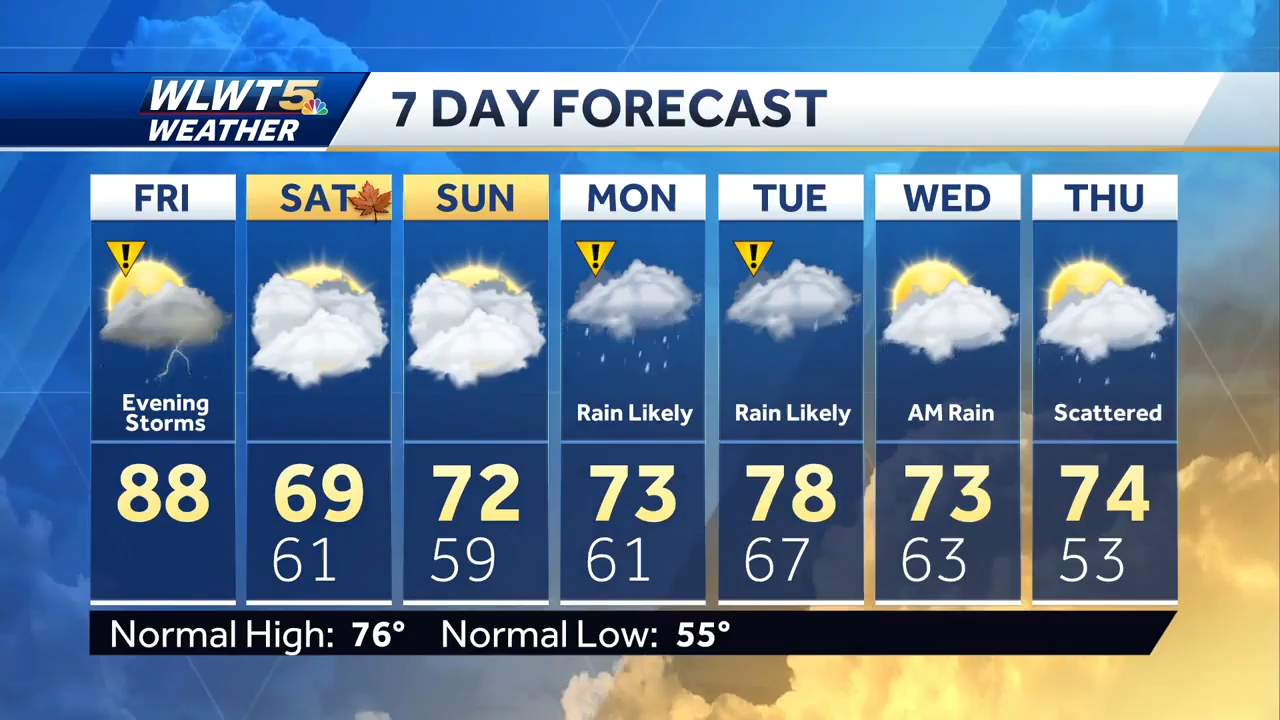 WLWT5
WEATHER
7 DAY FORECAST
FRI
SAT
SUN
MON
TUE
WED
THU
!
!
!
Evening
Storms
Rain Likely
Rain Likely
AM Rain
Scattered
88
69
72
73
78
73
74
61
59
61
67
63
53
Normal High: 76° Normal Low: 55°